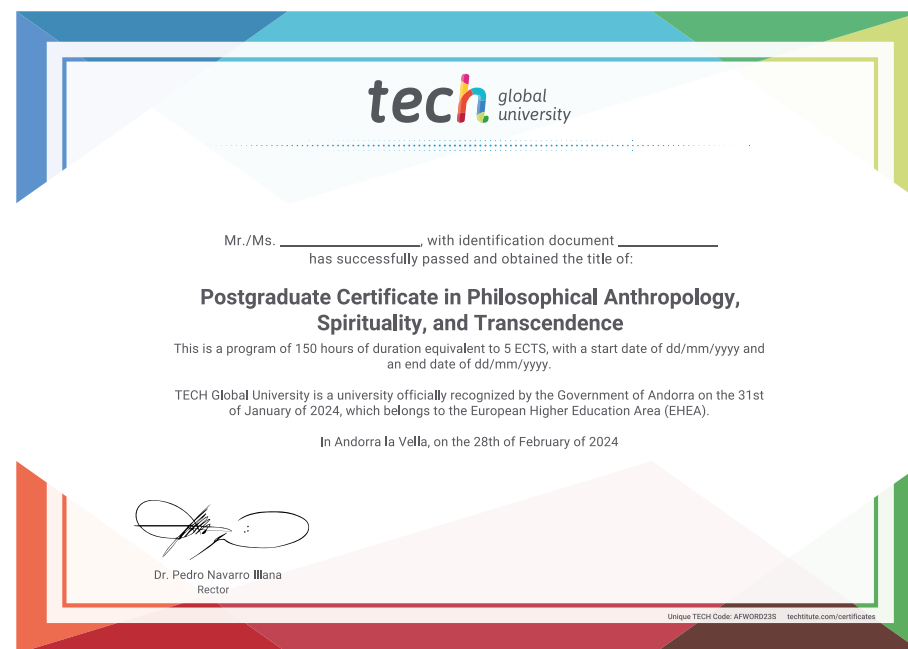 tech global university
Mr./Ms. ____________, with identification document ____________
has successfully passed and obtained the title of:
Postgraduate Certificate in Philosophical Anthropology,
Spirituality, and Transcendence
This is a program of 150 hours of duration equivalent to 5 ECTS, with a start date of dd/mm/yyyy and
an end date of dd/mm/yyyy.
TECH Global University is a university officially recognized by the Government of Andorra on the 31st
of January of 2024, which belongs to the European Higher Education Area (EHEA).
In Andorra la Vella, on the 28th of February of 2024
Dr. Pedro Navarro Illana
Rector
Unique TECH Code: AFWORD23S techtitute.com/certificates